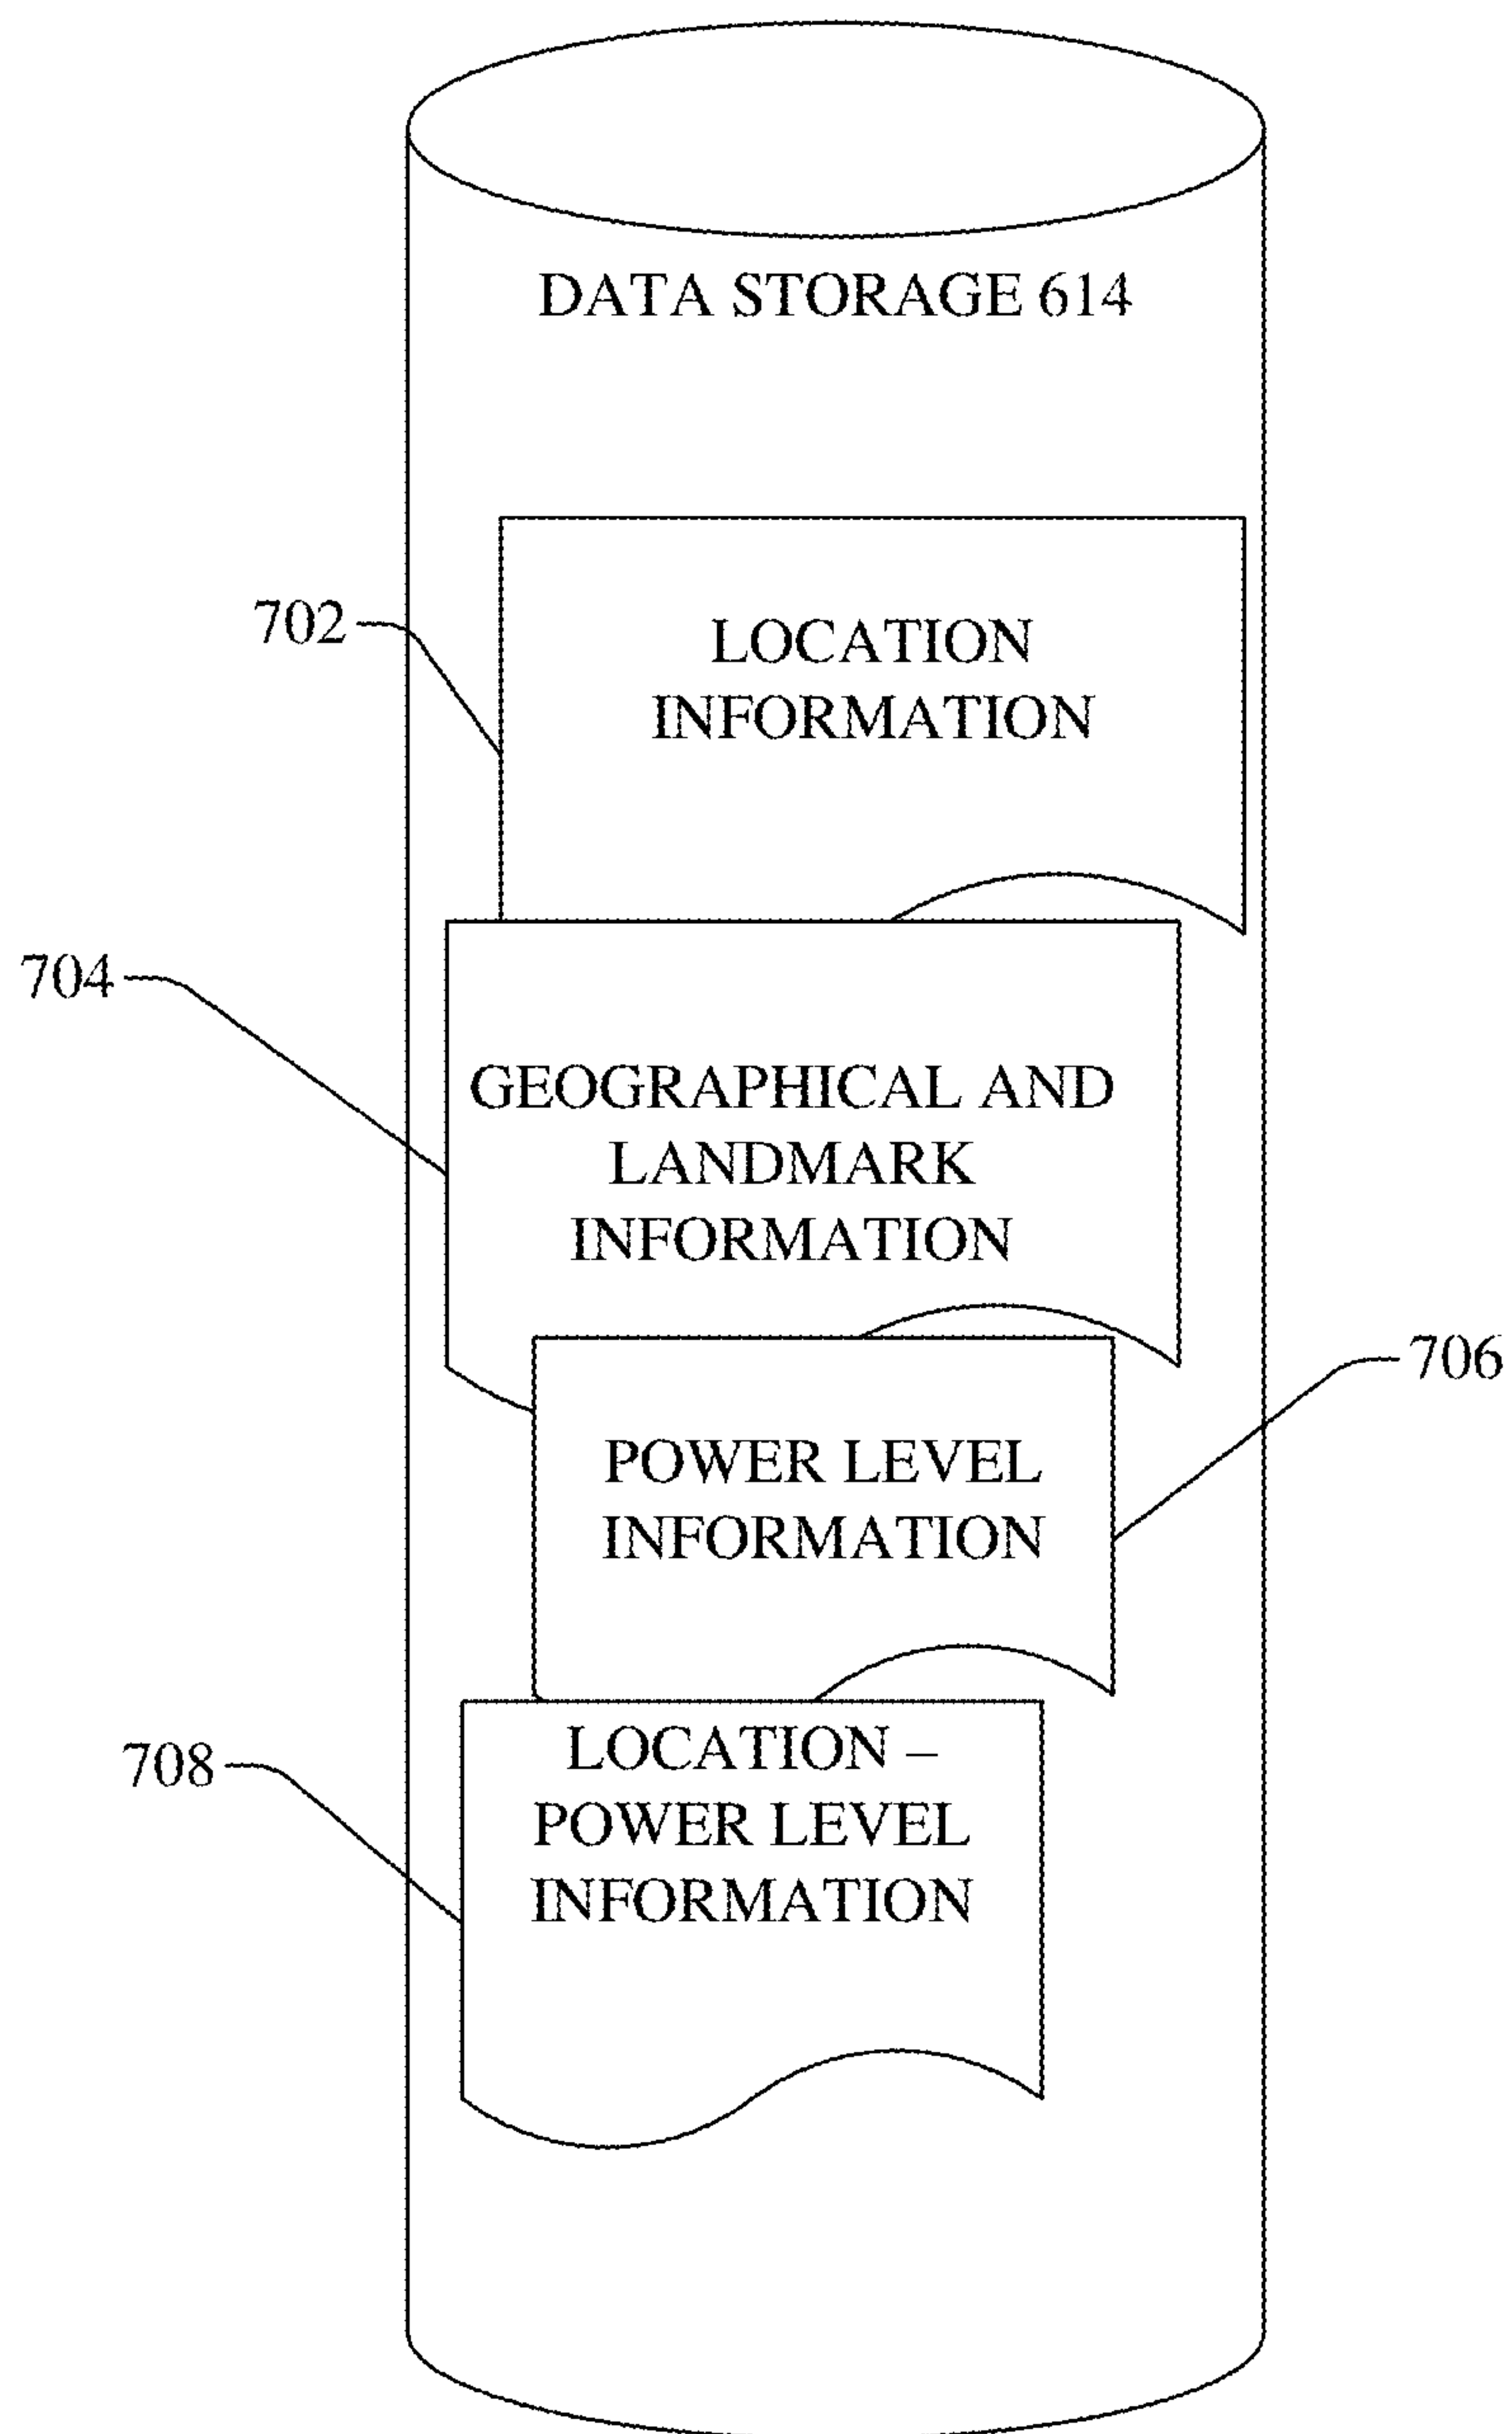 DATA STORAGE 614
702
LOCATION
INFORMATION
704
GEOGRAPHICAL AND
LANDMARK
INFORMATION
706
POWER LEVEL
INFORMATION
708
LOCATION –
POWER LEVEL
INFORMATION